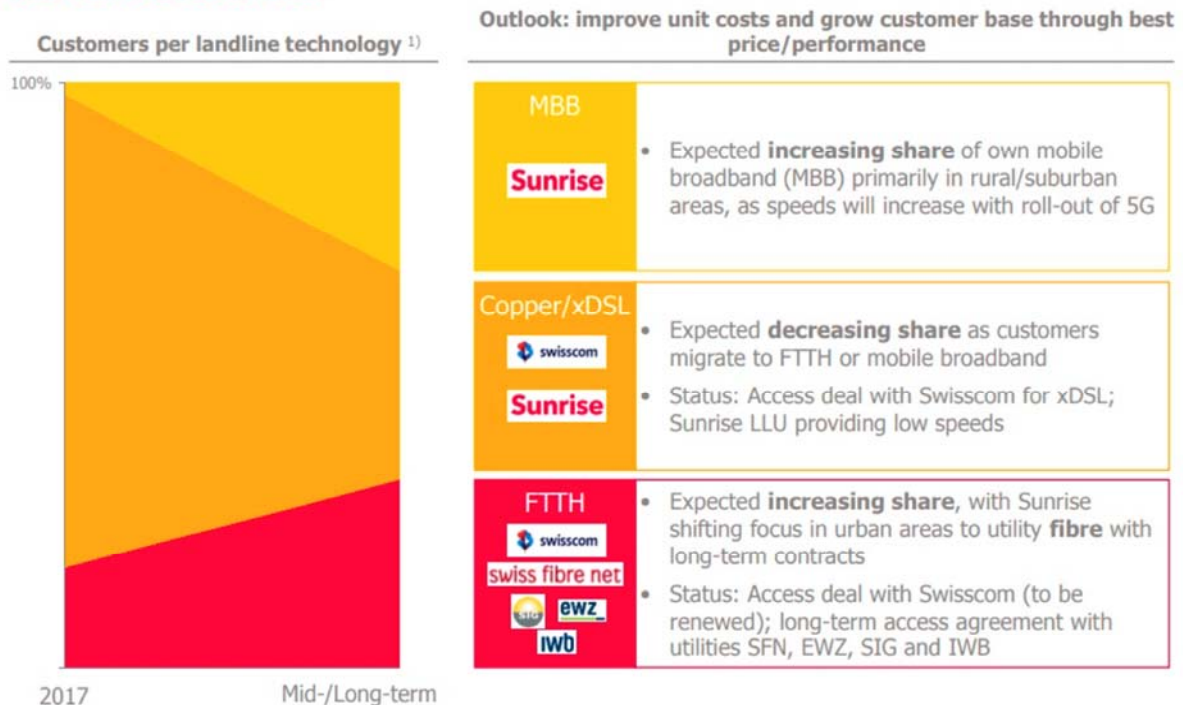 Customers per landline technology 1)
100%
2017
Mid-/Long-term
Outlook: improve unit costs and grow customer base through best
price/performance
MBB
Sunrise
• Expected increasing share of own mobile
broadband (MBB) primarily in rural/suburban
areas, as speeds will increase with roll-out of 5G
Copper/xDSL
swisscom
Sunrise
• Expected decreasing share as customers
migrate to FTTH or mobile broadband
• Status: Access deal with Swisscom for xDSL;
Sunrise LLU providing low speeds
FTTH
swisscom
swiss fibre net
SIG
ewz_
IWB
• Expected increasing share, with Sunrise
shifting focus in urban areas to utility fibre with
long-term contracts
• Status: Access deal with Swisscom (to be
renewed); long-term access agreement with
utilities SFN, EWZ, SIG and IWB